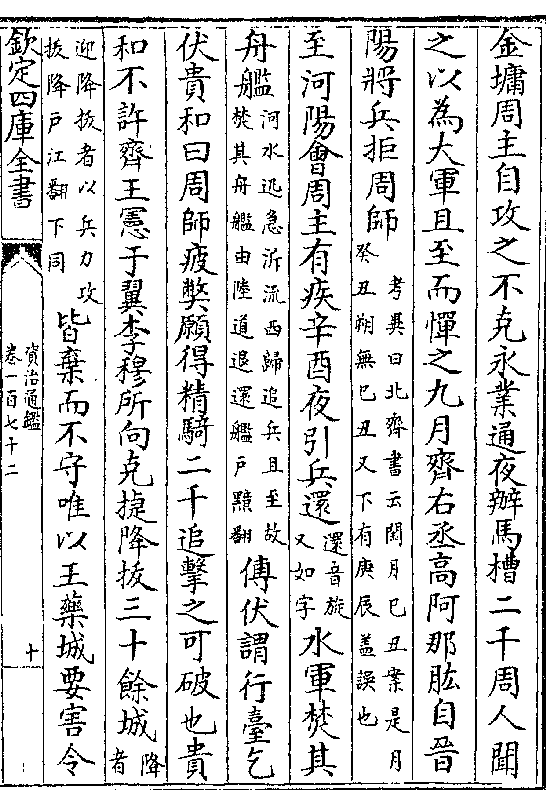 金墉周主自攻之不克永業通夜辦馬槽二千周人聞
之以為大軍且至而憚之九月齊右丞高阿那肱自晉
陽將兵拒周師
考異曰北齊書云閏月己丑案是月
癸丑朔無己丑又下有庚辰蓋誤也
至河陽會周主有疾辛酉夜引兵還
還音旋
又如字
水軍焚其
舟艦
河水迅急泝流西歸追兵且至故
焚其舟艦由陸道退還艦戶黯翻
傅伏謂行臺乞
伏貴和曰周師疲弊願得精騎二千追擊之可破也貴
和不許齊王憲于翼李穆所向克捷降拔三十餘城
降
者
迎降拔者以兵力攻
拔降戶江翻下同
皆棄而不守唯以王藥城要害令
欽定四庫全書
資治通鑑
卷一百七十二
十